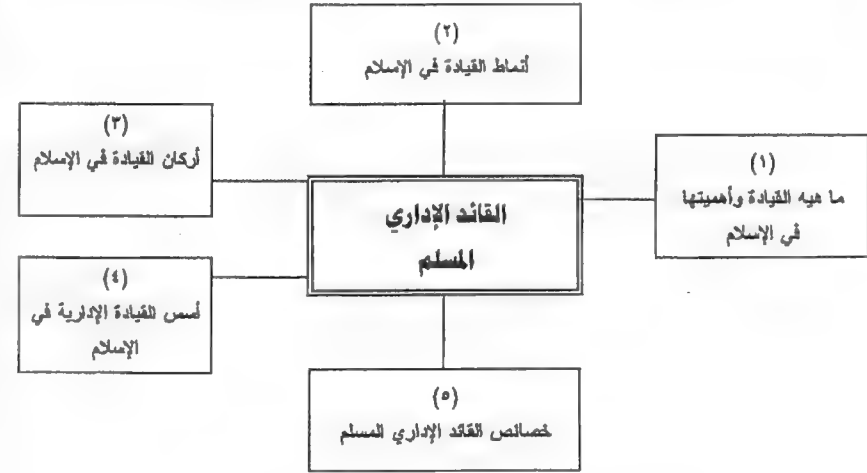 (٢)
أنماط القيادة في الإسلام
(٣)
أركان القيادة في الإسلام
(١)
ما هيه القيادة وأهميتها
في الإسلام
القائد الإداري
المسلم
(٤)
أسس القيادة الإدارية في
الإسلام
(٥)
خصائص القائد الإداري المسلم